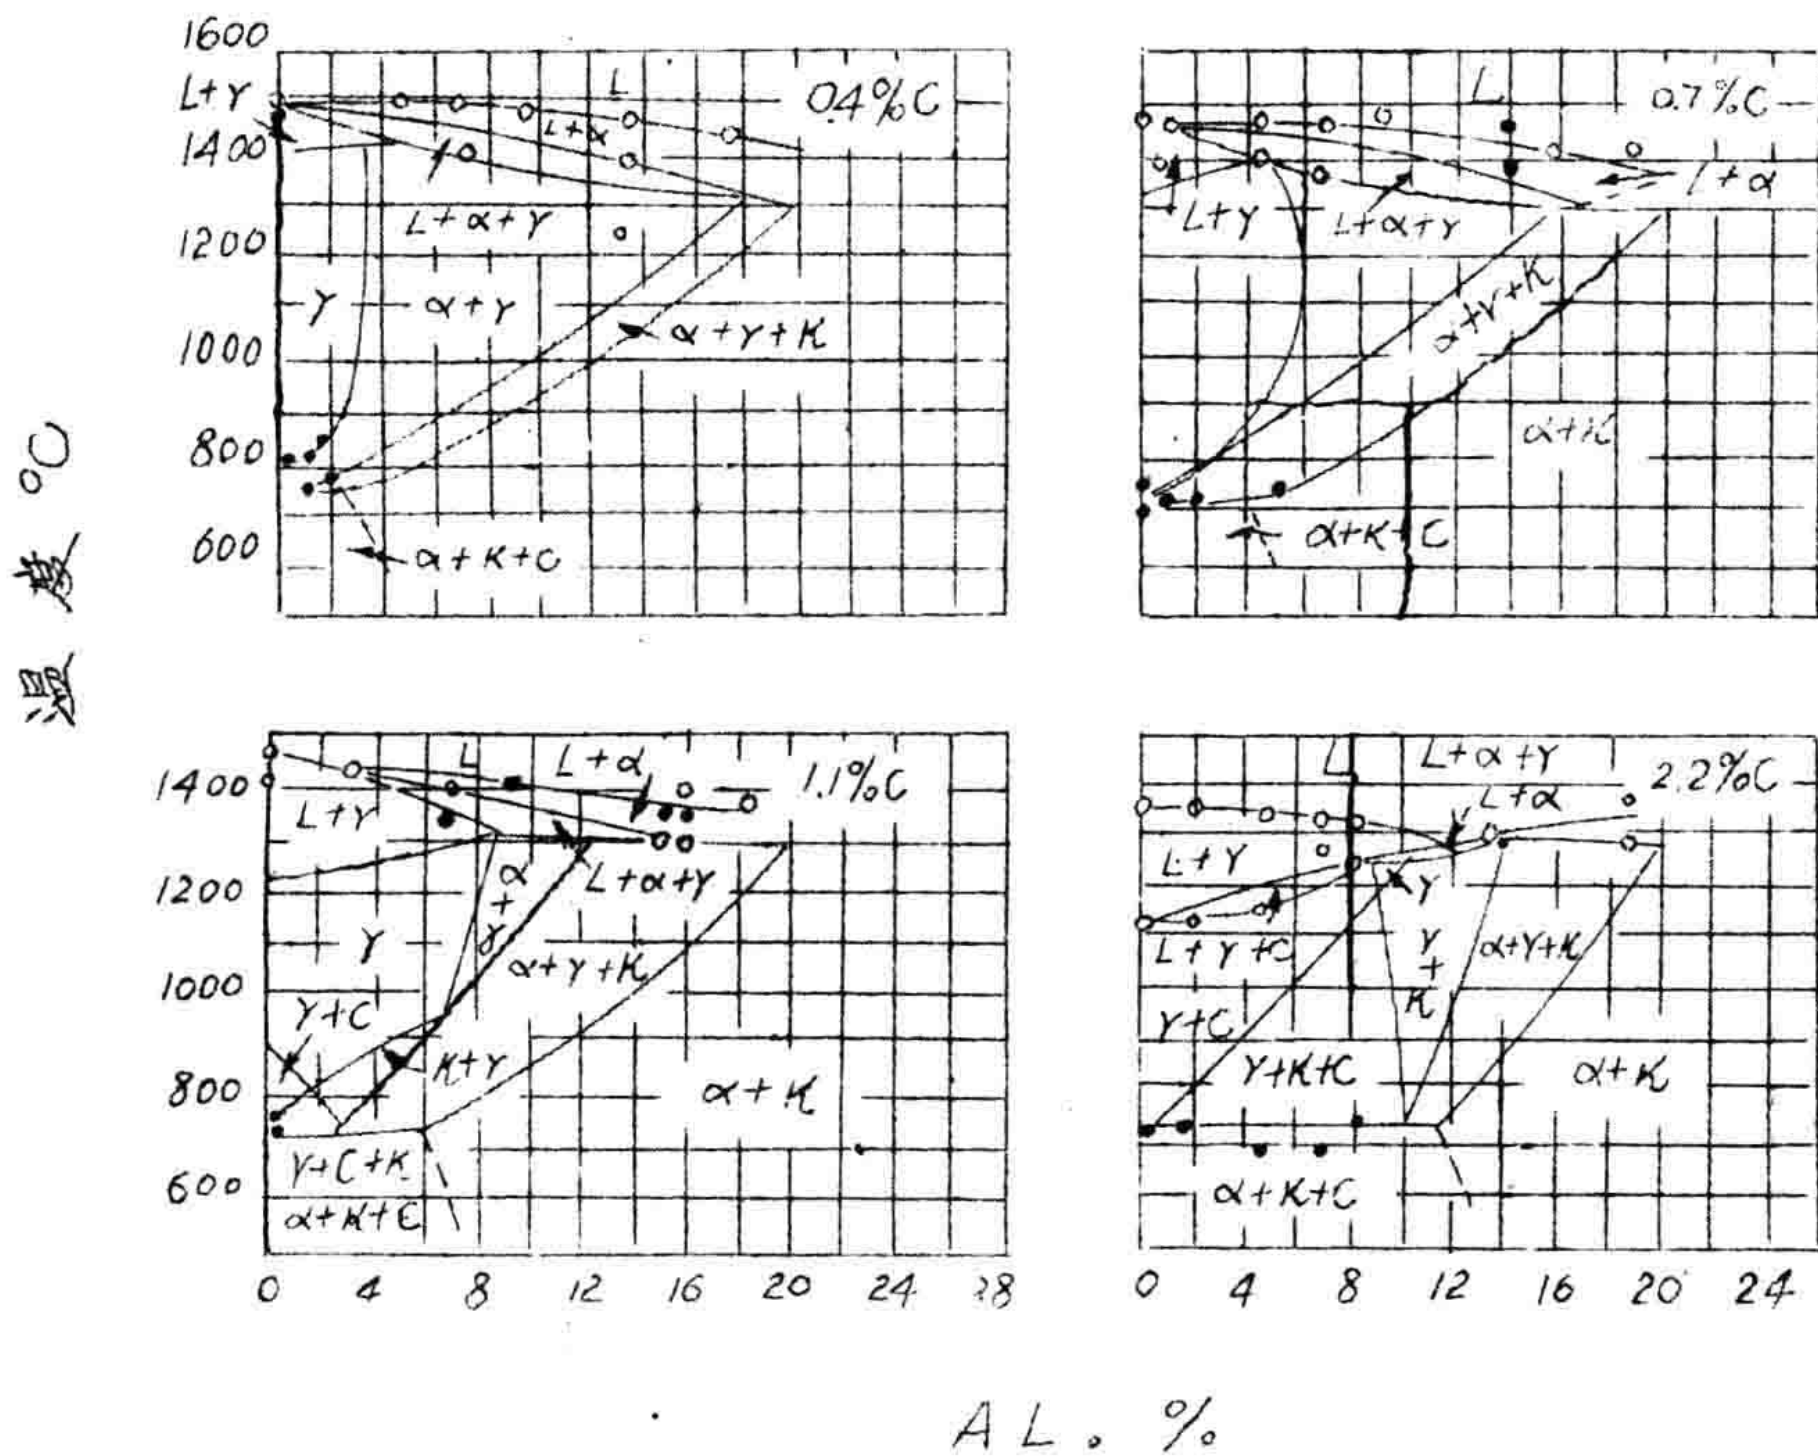 1600
L+γ
1400
1200
1000
800
600
0.4%C
L
L+α
L+α+γ
γ
α+γ
α+γ+K
α+K+C
0.7%C
L
L+α
L+γ
L+α+γ
α+γ+K
α+K
α+K+C
温度 °C
1400
1200
1000
800
600
1.1%C
L
L+α
L+γ
L+α+γ
α+γ
γ
α+γ+K
γ+C
K+γ
α+K
γ+C+K
α+K+C
0 4 8 12 16 20 24 28
2.2%C
L
L+α+γ
L+α
L+γ
γ
L+γ+C
γ+K
α+γ+K
γ+C
γ+K+C
α+K
α+K+C
0 4 8 12 16 20 24
AL. %